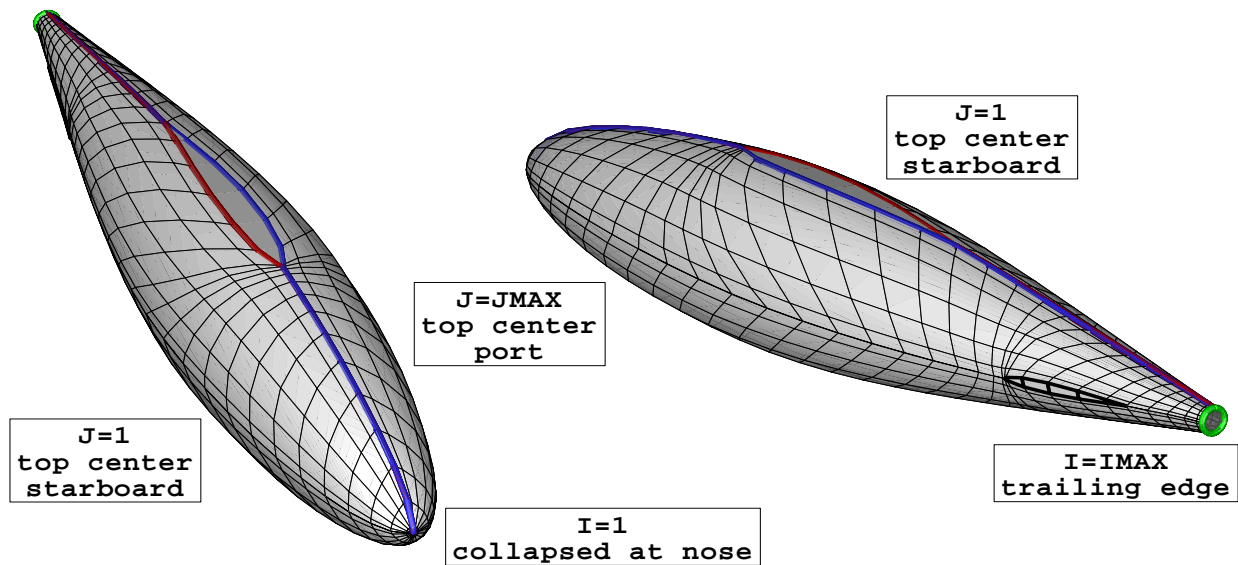 J=1
top center
starboard
J=JMAX
top center
port
J=1
top center
starboard
I=IMAX
trailing edge
I=1
collapsed at nose